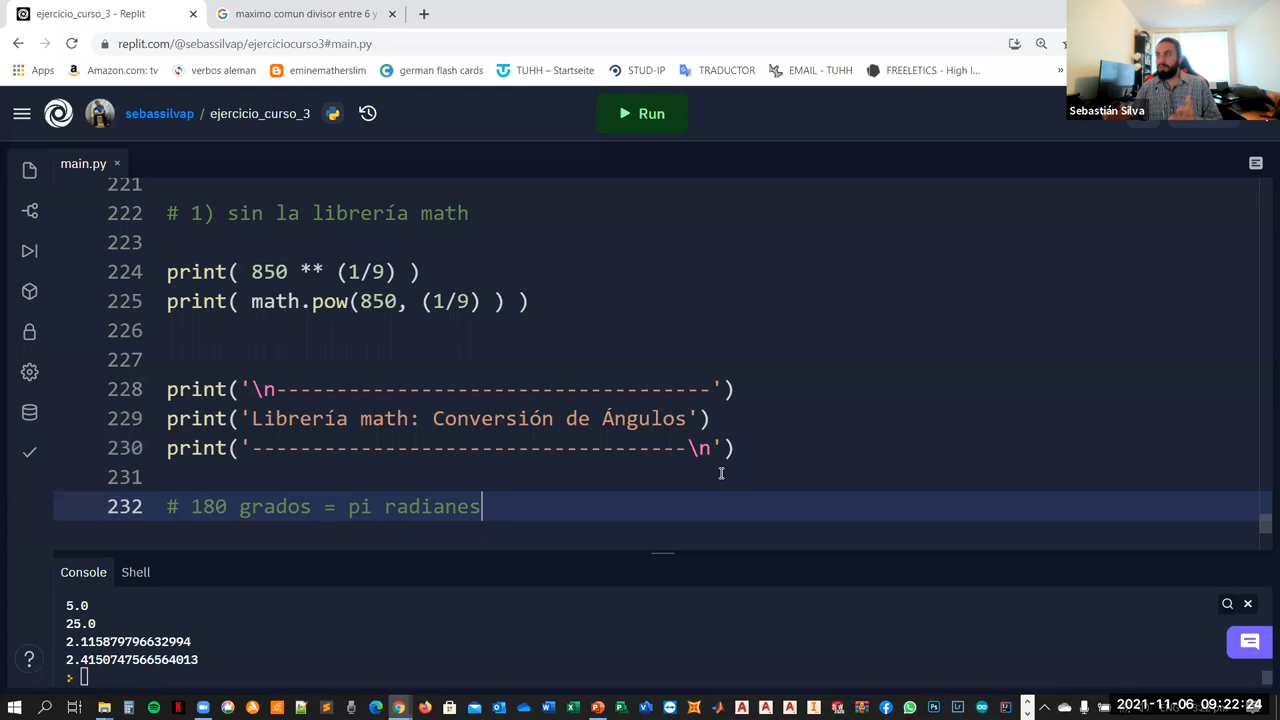 ejercicio_curso_3 - Replit
maximo comun divisor entre 6 y
replit.com/@sebassilvap/ejerciciocurso3#main.py
Apps
Amazon.com: tv
verbos aleman
eminemathslim
german flash cards
TUHH – Startseite
STUD-IP
TRADUCTOR
EMAIL - TUHH
FREELETICS - High I...
»
Sebastián Silva
sebassilvap / ejercicio_curso_3
Run
main.py
221
222 # 1) sin la librería math
223
224 print( 850 ** (1/9) )
225 print( math.pow(850, (1/9) ) )
226
227
228 print('\n------------------------------------')
229 print('Librería math: Conversión de Ángulos')
230 print('------------------------------------\n')
231
232 # 180 grados = pi radianes
Console
Shell
5.0
25.0
2.115879796632994
2.4150747566564013
2021-11-06 09:22:24